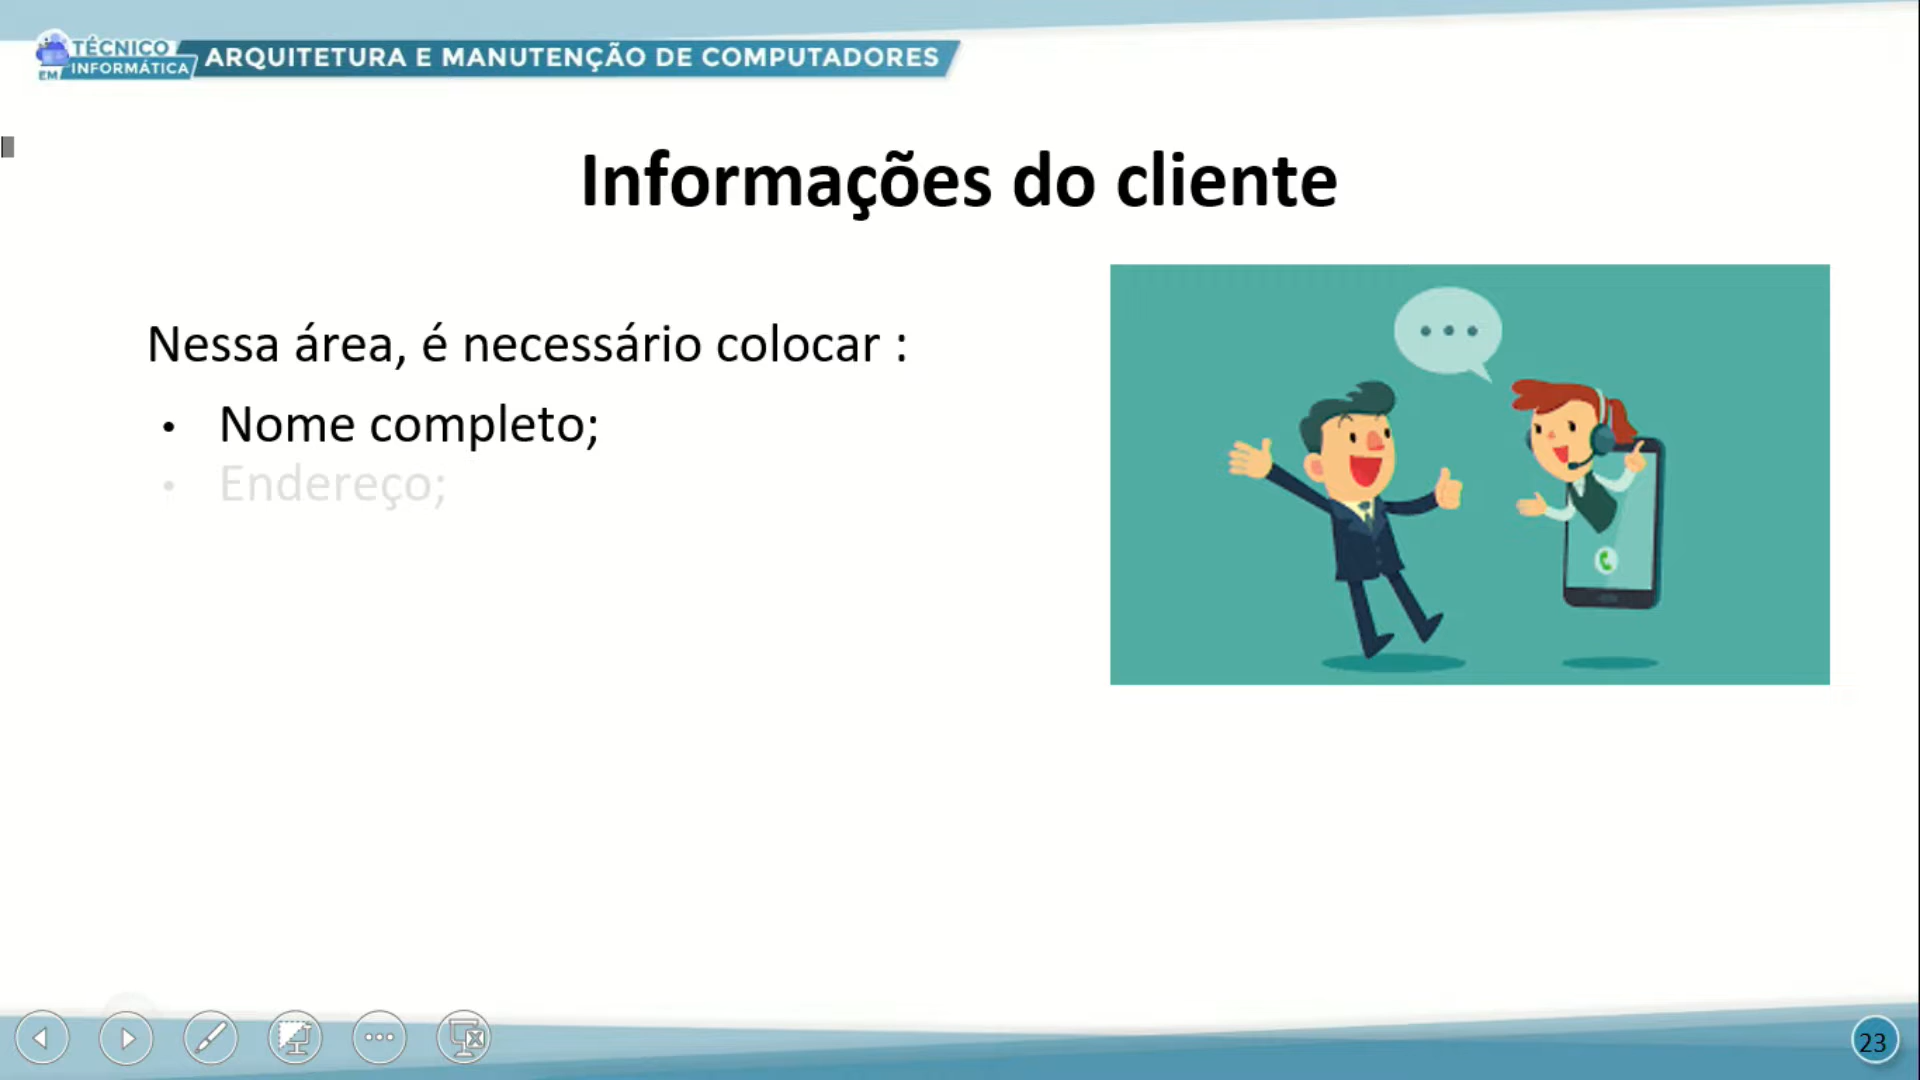 TÉCNICO
EM INFORMÁTICA
ARQUITETURA E MANUTENÇÃO DE COMPUTADORES
Informações do cliente
Nessa área, é necessário colocar :
• Nome completo;
• Endereço;
23